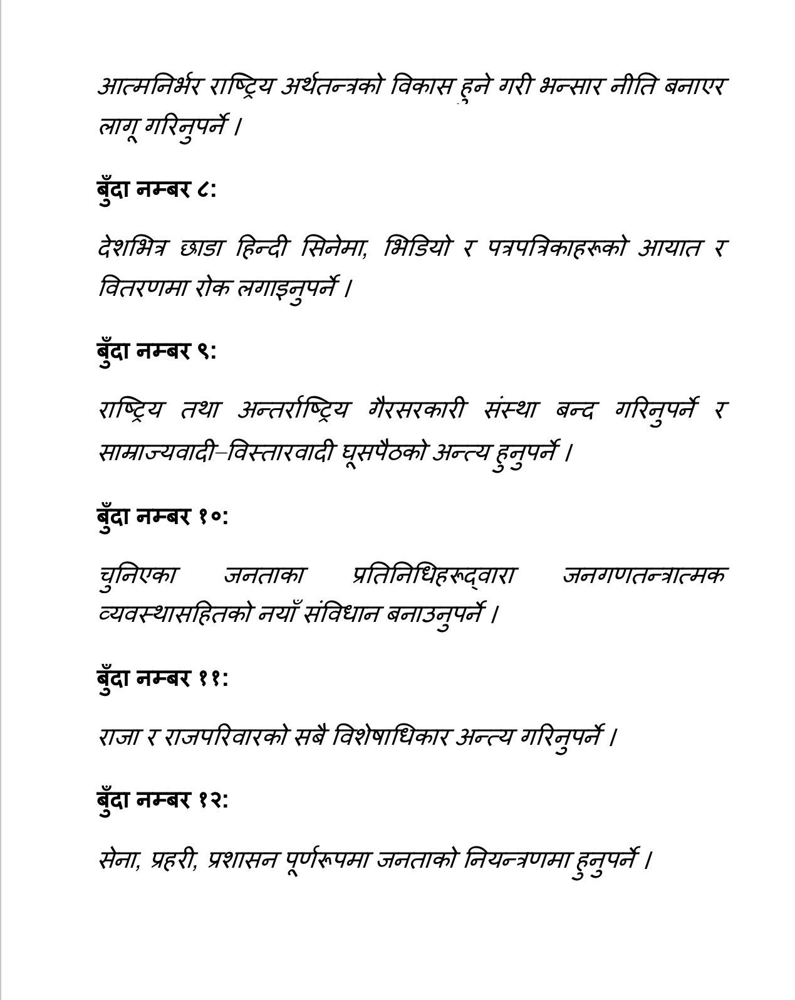 आत्मनिर्भर राष्ट्रिय अर्थतन्त्रको विकास हुने गरी भन्सार नीति बनाएर
लागू गरिनुपर्ने ।
बुँदा नम्बर ८:
देशभित्र छाडा हिन्दी सिनेमा, भिडियो र पत्रपत्रिकाहरूको आयात र
वितरणमा रोक लगाइनुपर्ने ।
बुँदा नम्बर ९:
राष्ट्रिय तथा अन्तर्राष्ट्रिय गैरसरकारी संस्था बन्द गरिनुपर्ने र
साम्राज्यवादी–विस्तारवादी घूसपैठको अन्त्य हुनुपर्ने ।
बुँदा नम्बर १०:
चुनिएका जनताका प्रतिनिधिहरूद्वारा जनगणतन्त्रात्मक
व्यवस्थासहितको नयाँ संविधान बनाउनुपर्ने ।
बुँदा नम्बर ११:
राजा र राजपरिवारको सबै विशेषाधिकार अन्त्य गरिनुपर्ने ।
बुँदा नम्बर १२:
सेना, प्रहरी, प्रशासन पूर्णरूपमा जनताको नियन्त्रणमा हुनुपर्ने ।